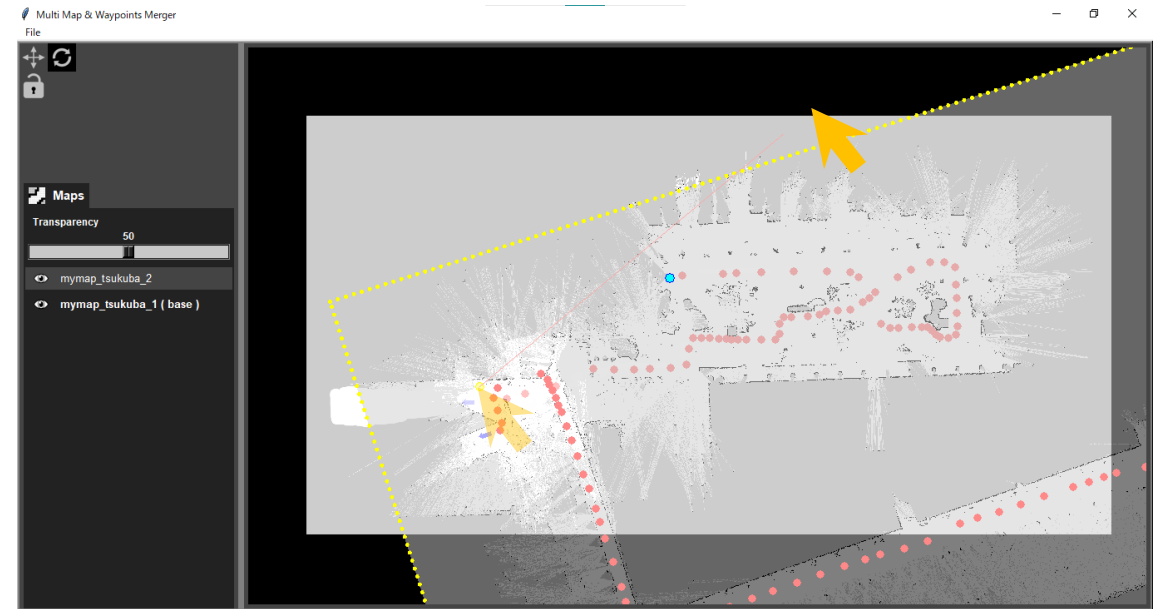 Multi Map & Waypoints Merger
File
Maps
Transparency
50
mymap_tsukuba_2
mymap_tsukuba_1 ( base )